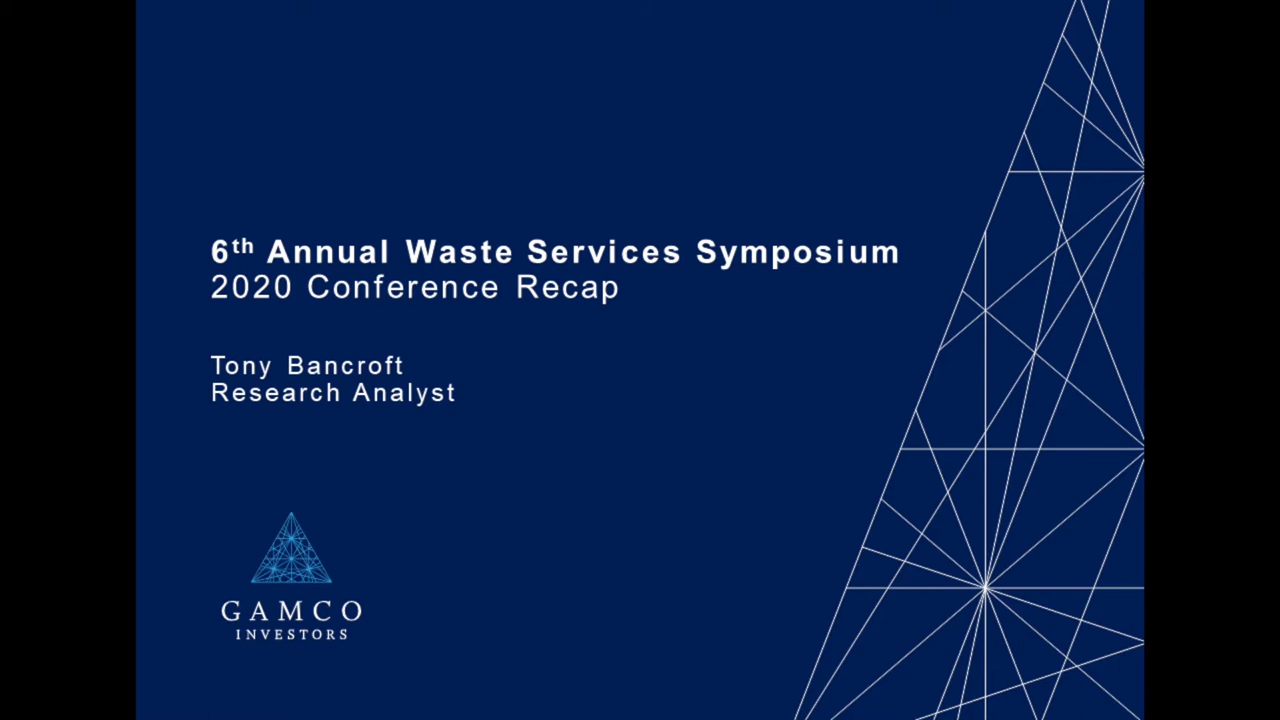 6th Annual Waste Services Symposium
2020 Conference Recap
Tony Bancroft
Research Analyst
GAMCO
INVESTORS